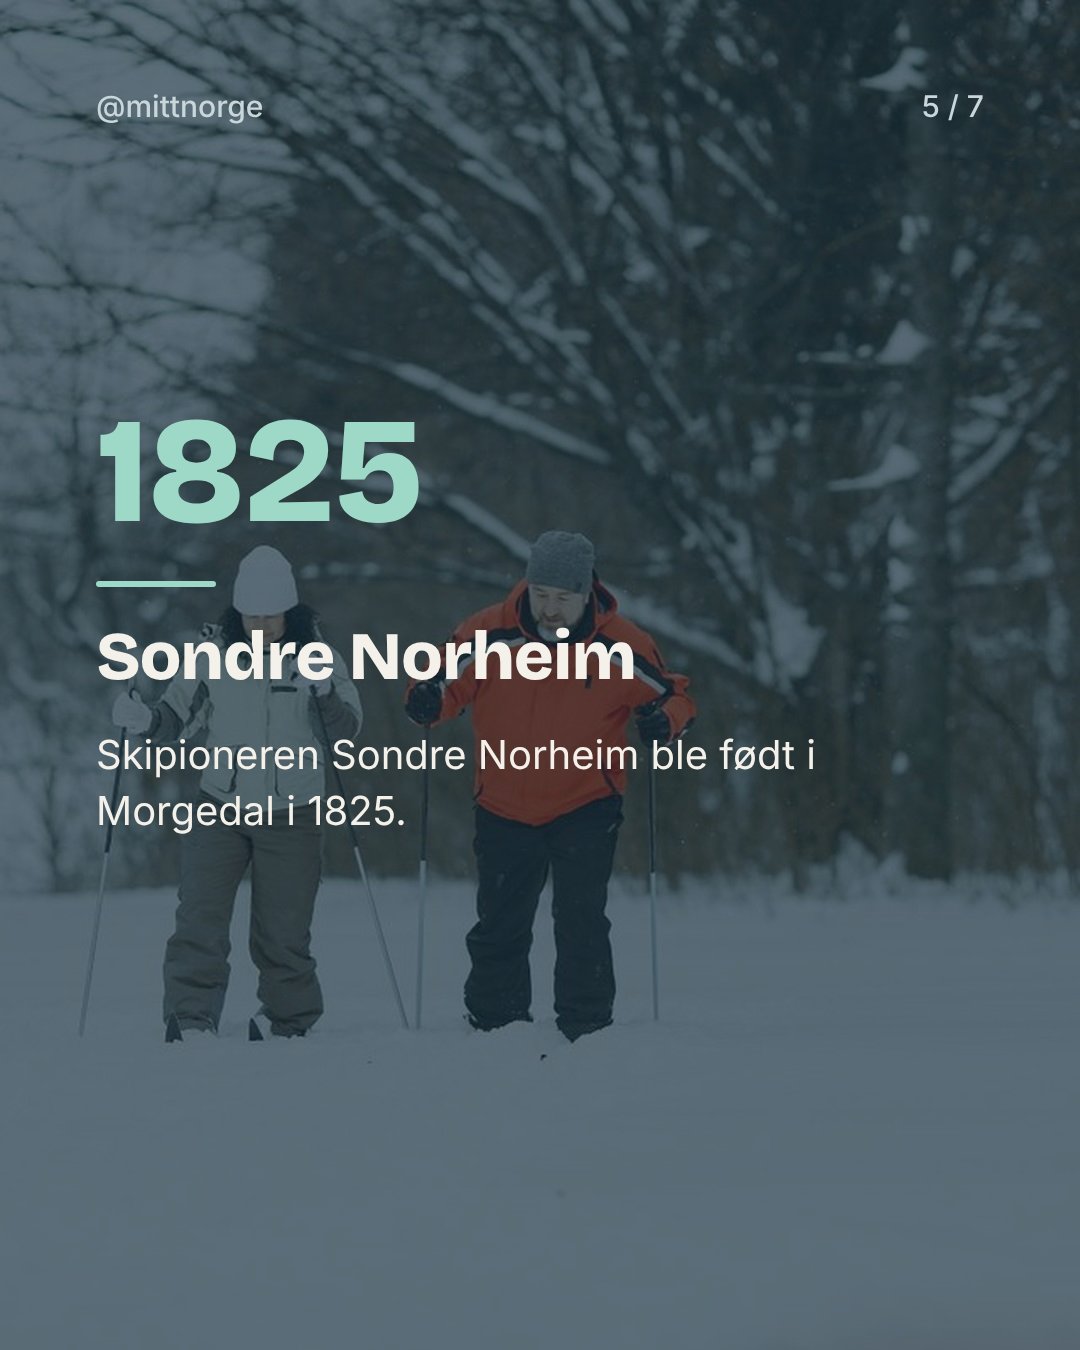 @mittnorge
5 / 7
1825
Sondre Norheim
Skipioneren Sondre Norheim ble født i
Morgedal i 1825.